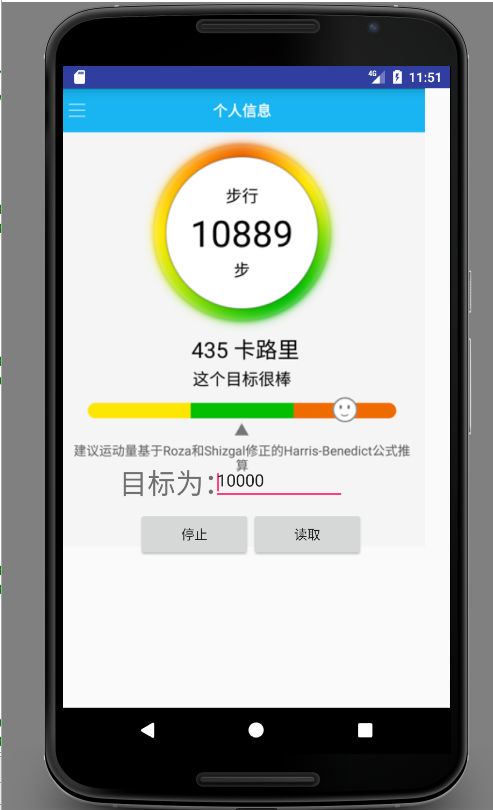 4G 11:51
个人信息
步行
10889
步
435 卡路里
这个目标很棒
建议运动量基于Roza和Shizgal修正的Harris-Benedict公式推
算
目标为:10000
停止 读取